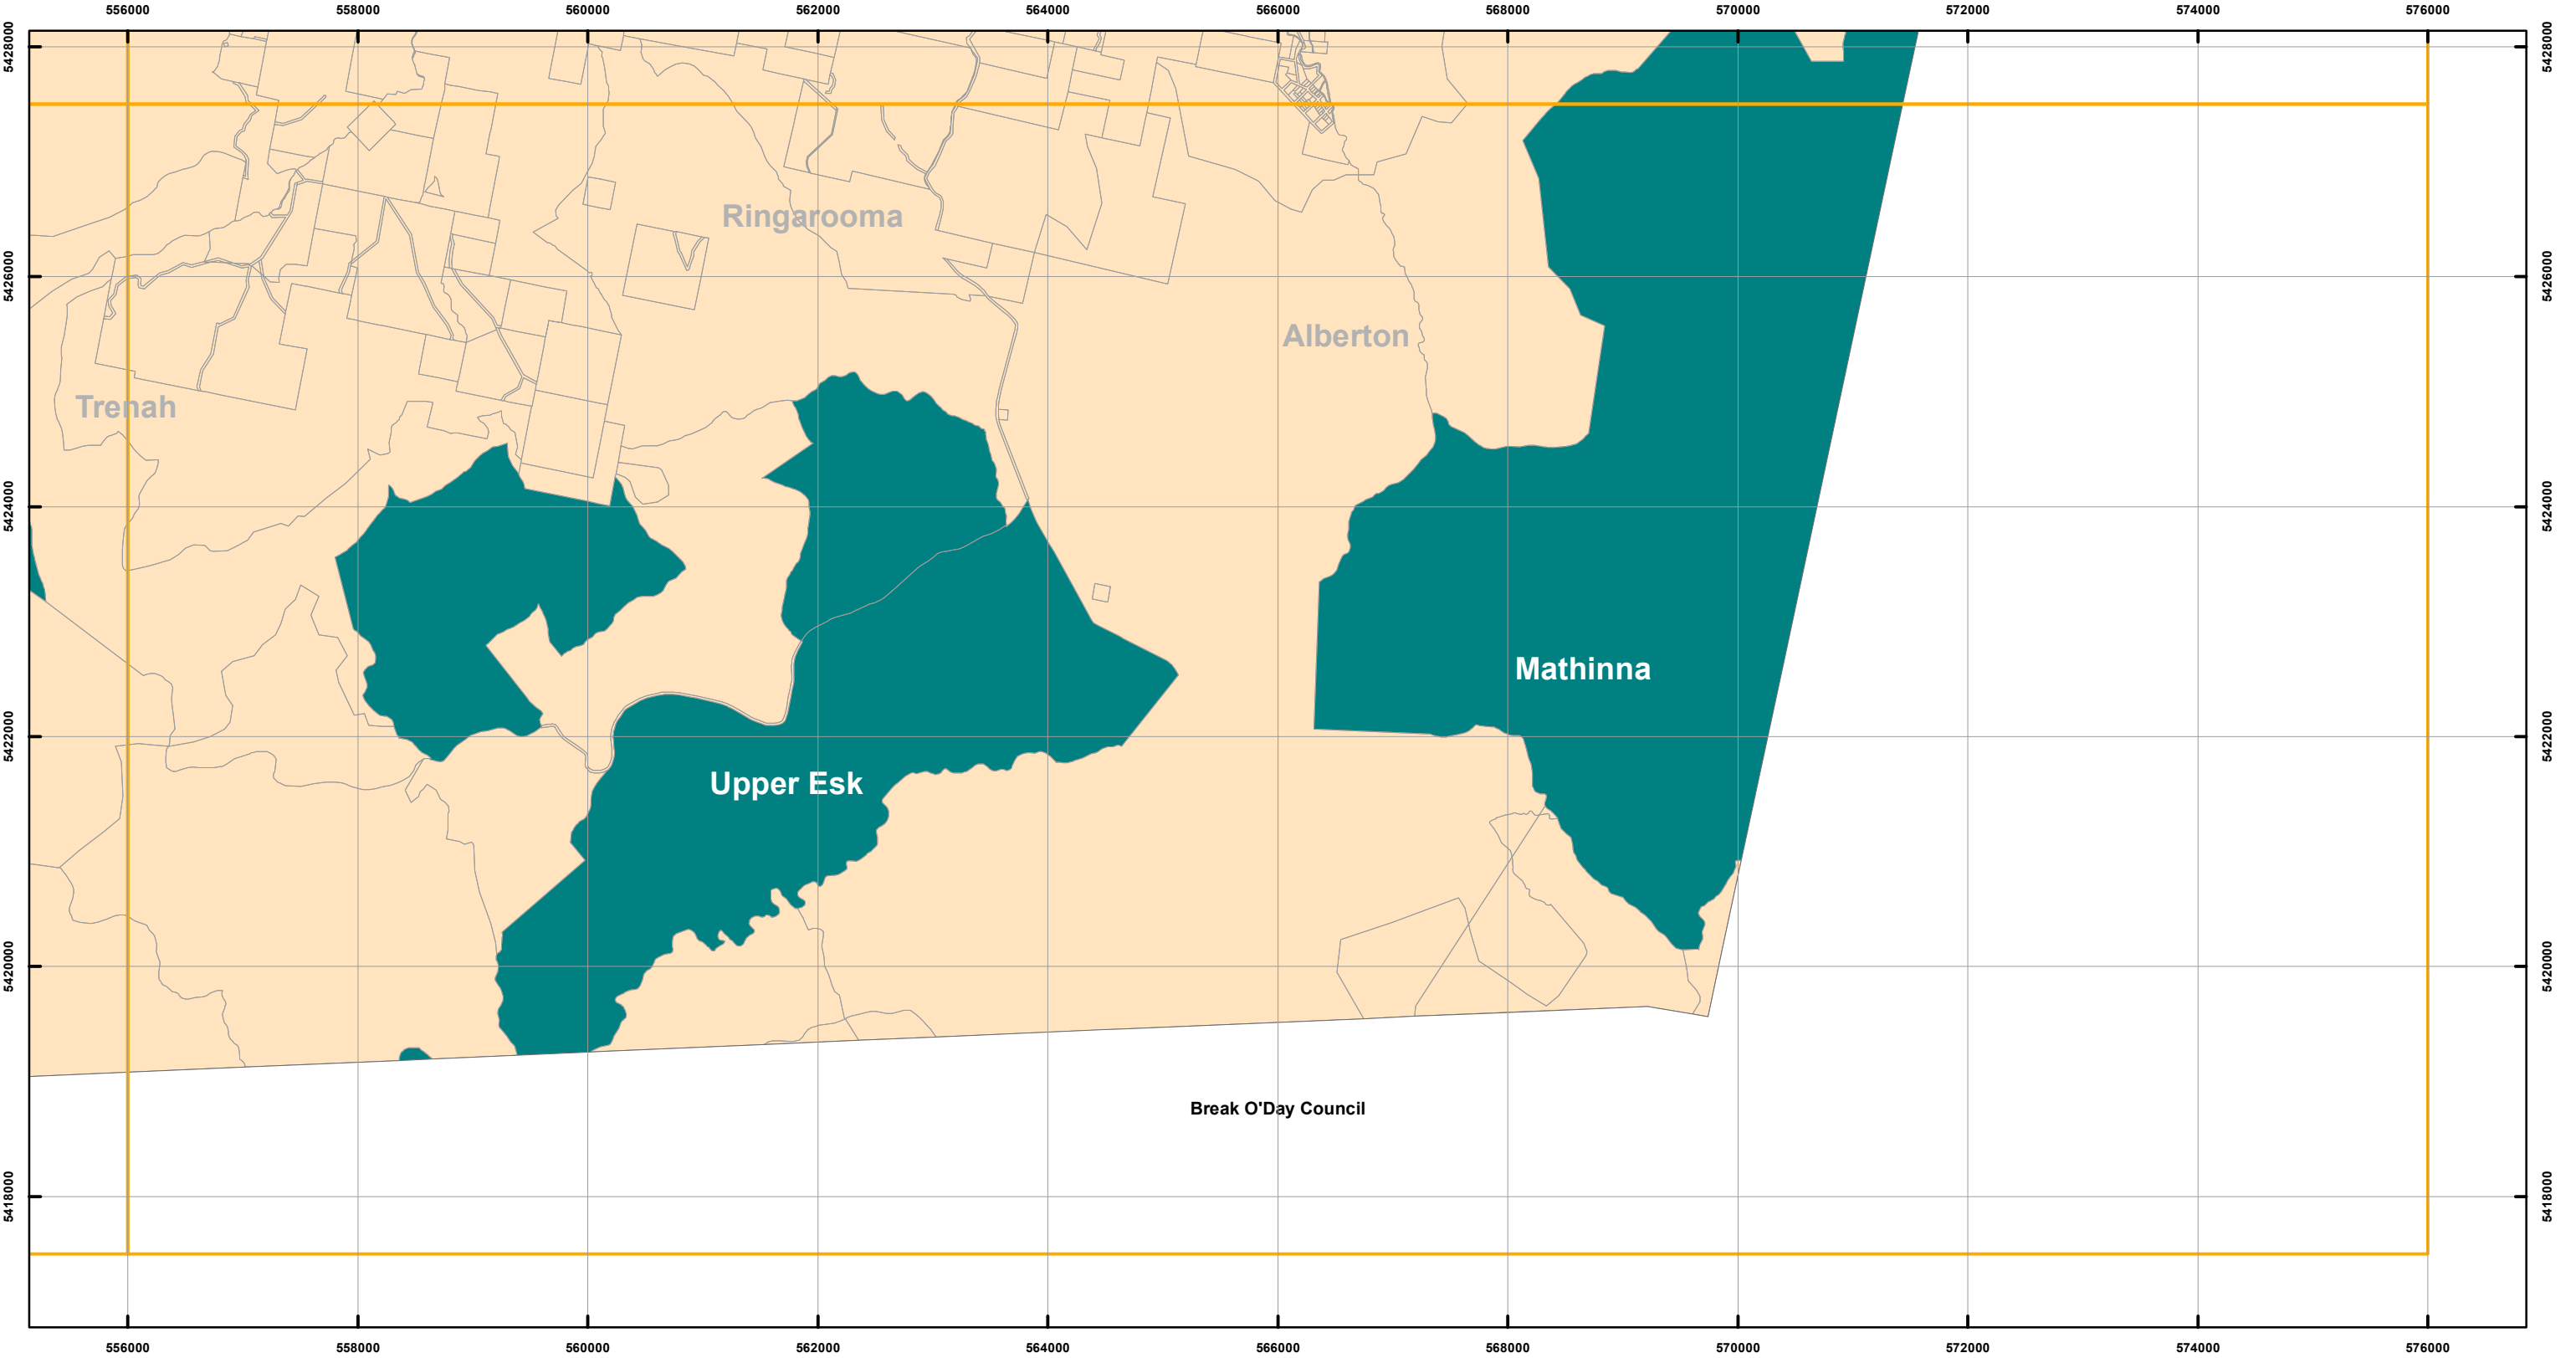 556000 558000 560000 562000 564000 566000 568000 570000 572000 574000 576000
5428000 5428000
Ringarooma
5426000 5426000
Alberton
Trenah
5424000 5424000
Mathinna
5422000 5422000
Upper Esk
5420000 5420000
Break O'Day Council
5418000 5418000
556000 558000 560000 562000 564000 566000 568000 570000 572000 574000 576000